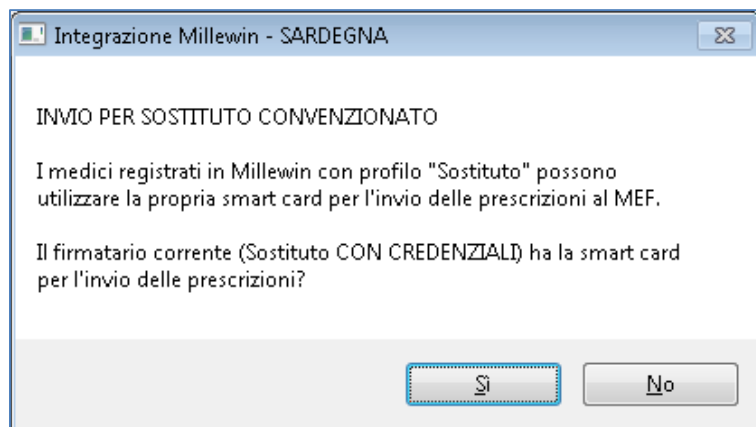 Integrazione Millewin - SARDEGNA
INVIO PER SOSTITUTO CONVENZIONATO
I medici registrati in Millewin con profilo "Sostituto" possono
utilizzare la propria smart card per l'invio delle prescrizioni al MEF.
Il firmatario corrente (Sostituto CON CREDENZIALI) ha la smart card
per l'invio delle prescrizioni?
Sì
No